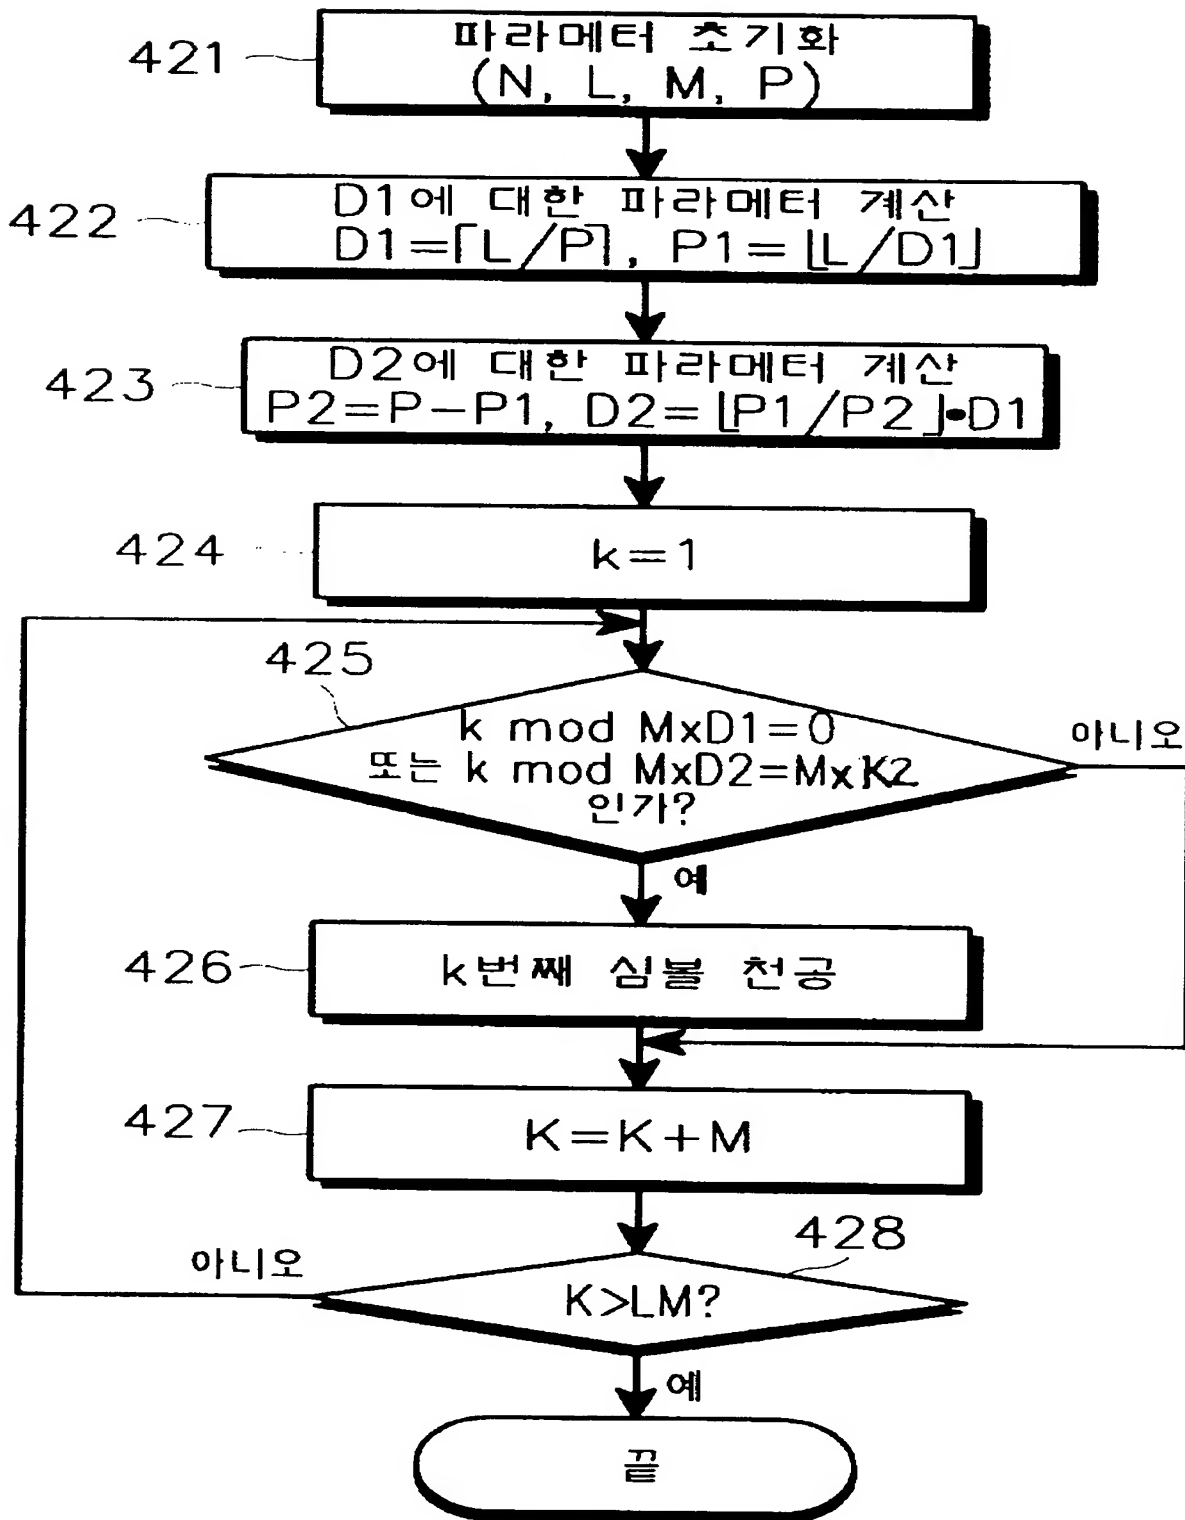 421
파라메터 초기화
(N, L, M, P)
422
D1에 대한 파라메터 계산
D1=⌈L/P⌉, P1=⌊L/D1⌋
423
D2에 대한 파라메터 계산
P2=P-P1, D2=⌊P1/P2⌋•D1
424
k=1
425
k mod MxD1=0
또는 k mod MxD2=MxK2
인가?
아니오
예
426
k번째 심볼 천공
427
K=K+M
428
아니오
K>LM?
예
끝